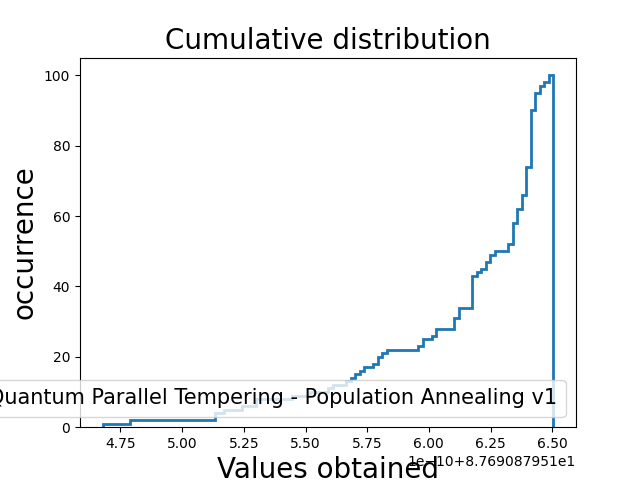 Cumulative distribution
occurrence
100
80
60
40
20
0
Quantum Parallel Tempering - Population Annealing v1
4.75 5.00 5.25 5.50 5.75 6.00 6.25 6.50
1e−10+8.769087951e1
Values obtained